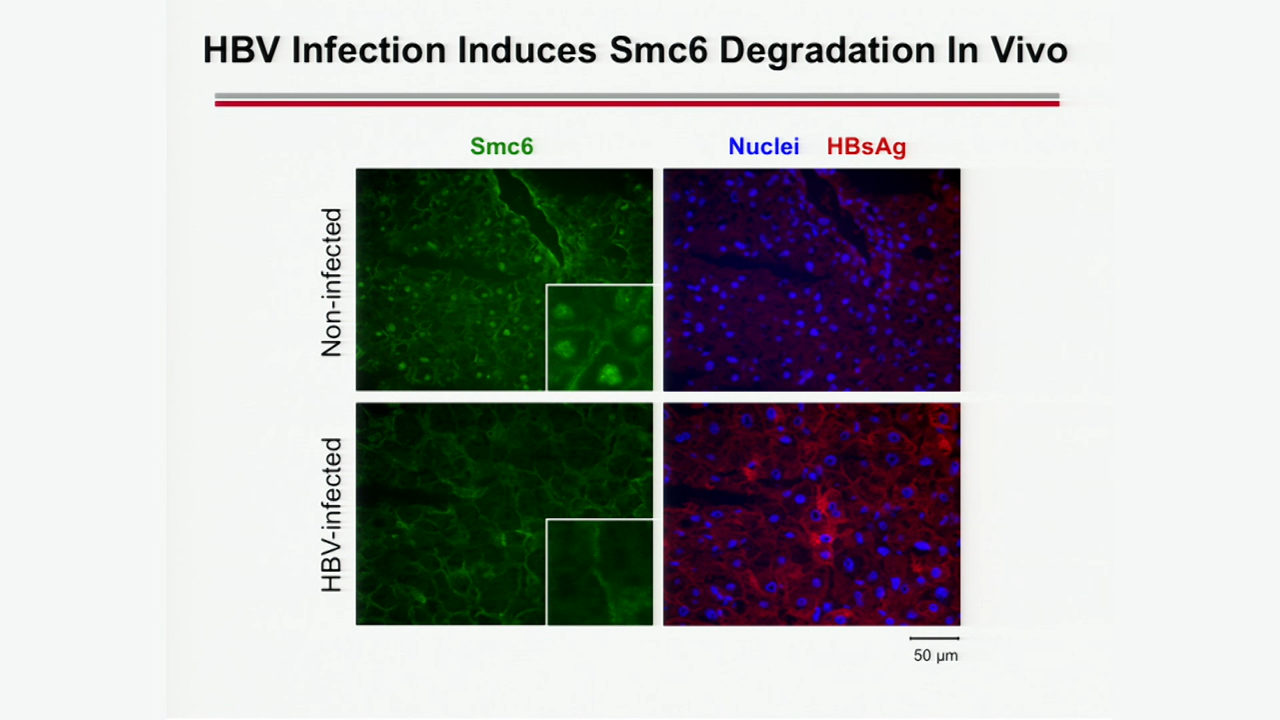 HBV Infection Induces Smc6 Degradation In Vivo
Smc6
Nuclei HBsAg
Non-infected
HBV-infected
50 µm